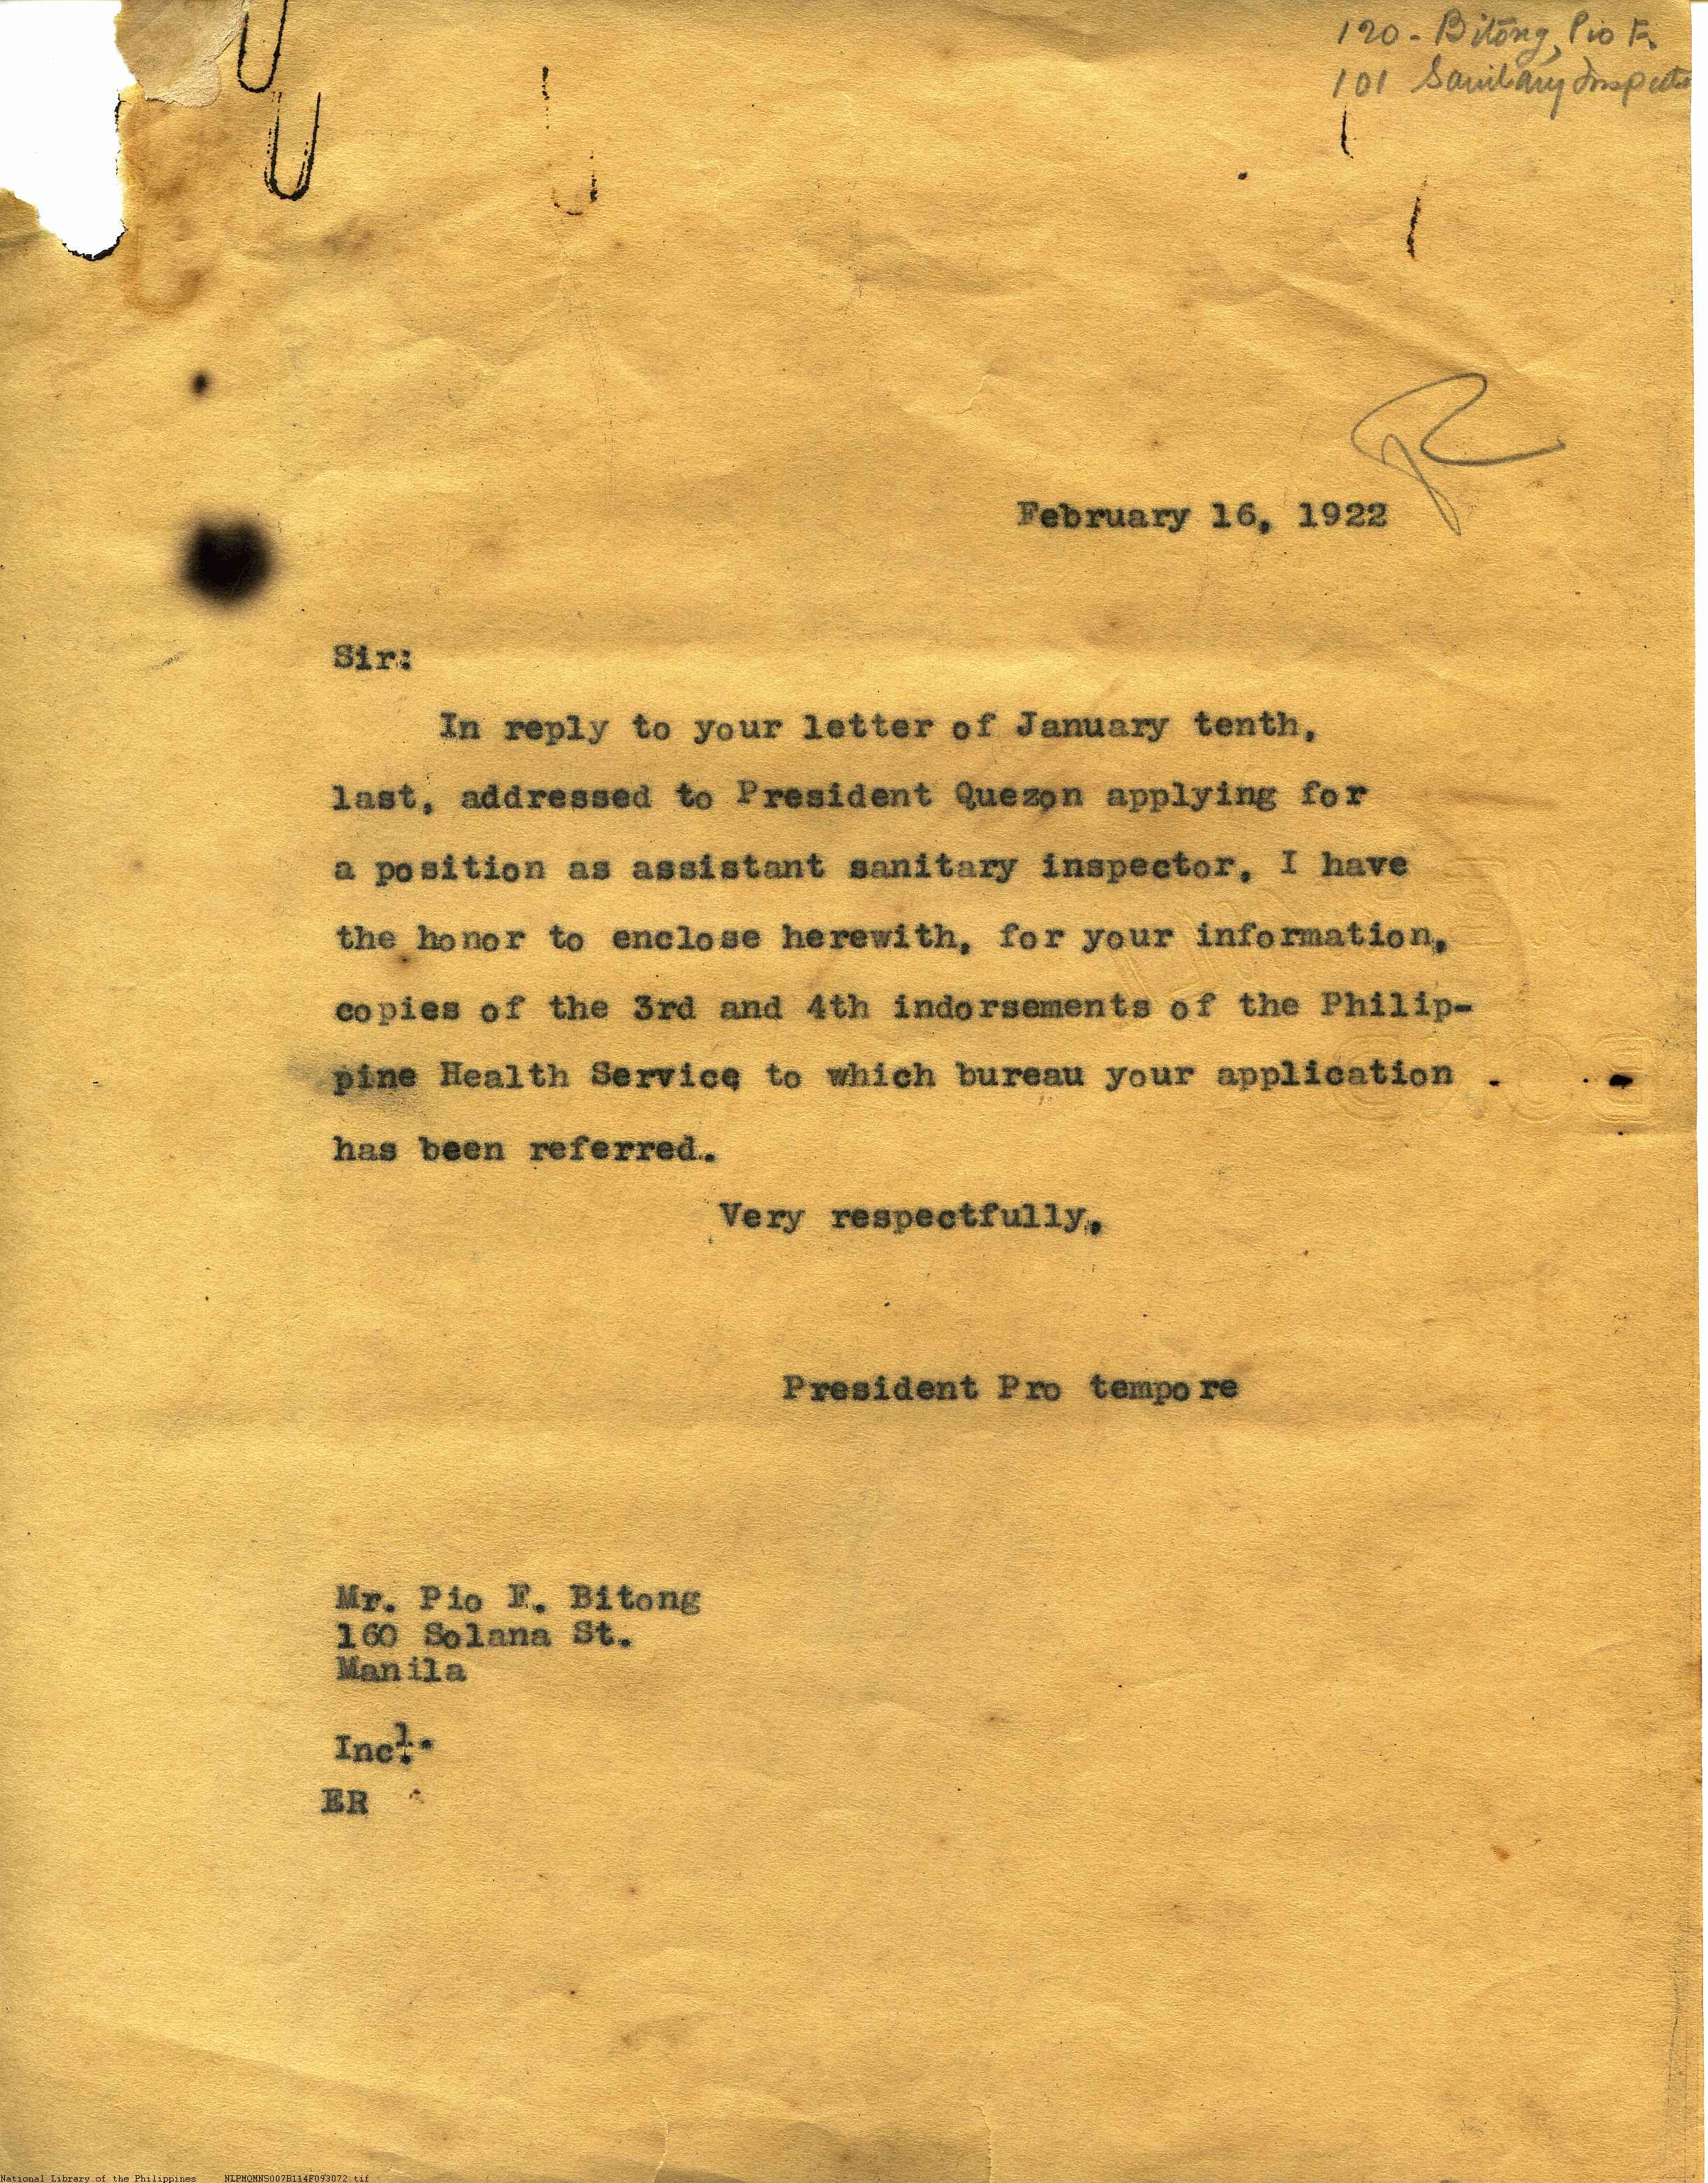 120 - Bitong, Pio F.
101 Sanitary Inspecto
February 16, 1922
Sir:
In reply to your letter of January tenth,
last, addressed to President Quezon applying for
a position as assistant sanitary inspector, I have
the honor to enclose herewith, for your information,
copies of the 3rd and 4th indorsements of the Philip-
pine Health Service to which bureau your application
has been referred.
Very respectfully,
President Pro tempore
Mr. Pio F. Bitong
160 Solana St.
Manila
Incl.
ER
National Library of the Philippines NLPMQMNS007B114F093072.tif